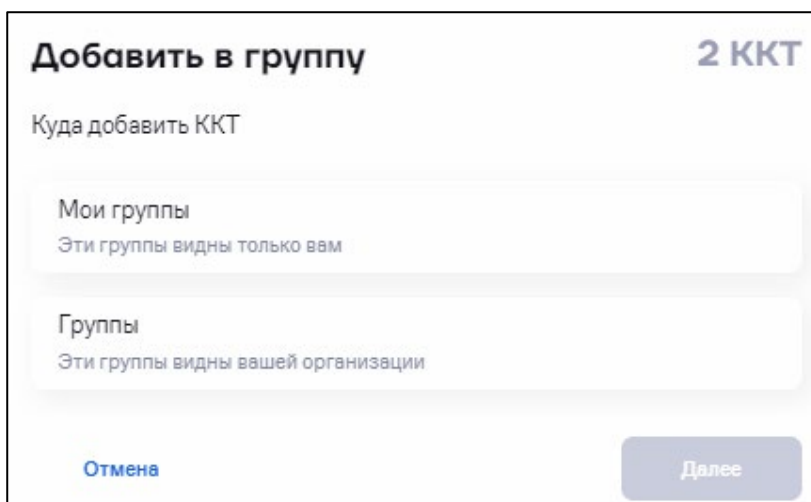 Добавить в группу
2 ККТ
Куда добавить ККТ
Мои группы
Эти группы видны только вам
Группы
Эти группы видны вашей организации
Отмена
Далее